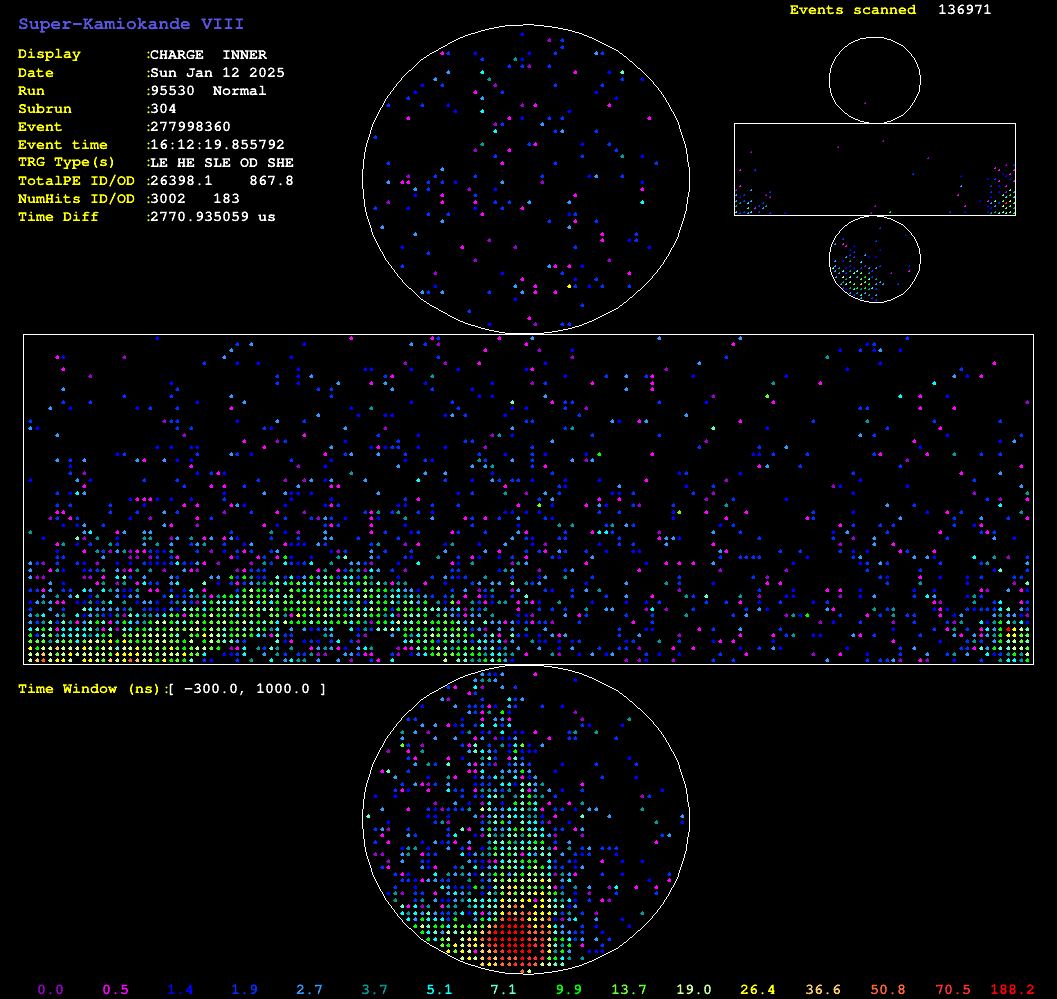 Super-Kamiokande VIII
Events scanned 136971
Display :CHARGE INNER
Date :Sun Jan 12 2025
Run :95530 Normal
Subrun :304
Event :277998360
Event time :16:12:19.855792
TRG Type(s) :LE HE SLE OD SHE
TotalPE ID/OD :26398.1 867.8
NumHits ID/OD :3002 183
Time Diff :2770.935059 us
Time Window (ns):[ -300.0, 1000.0 ]
0.0 0.5 1.4 1.9 2.7 3.7 5.1 7.1 9.9 13.7 19.0 26.4 36.6 50.8 70.5 188.2